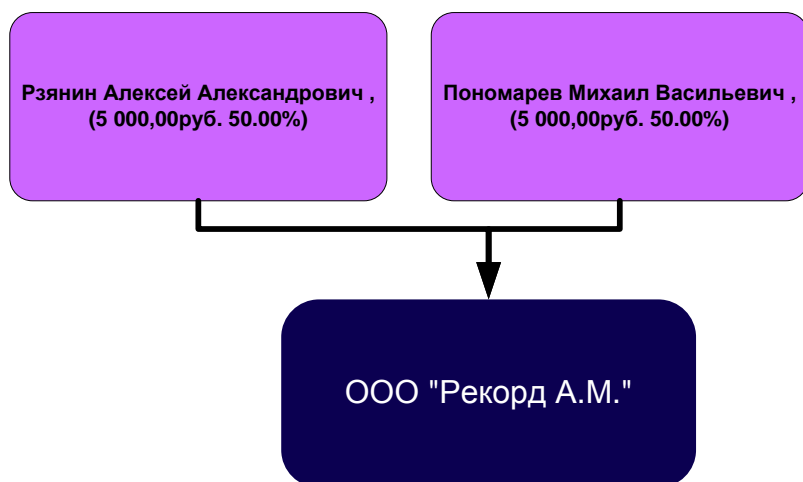 Рзянин Алексей Александрович ,
(5 000,00руб. 50.00%)
Пономарев Михаил Васильевич ,
(5 000,00руб. 50.00%)
ООО "Рекорд А.М."